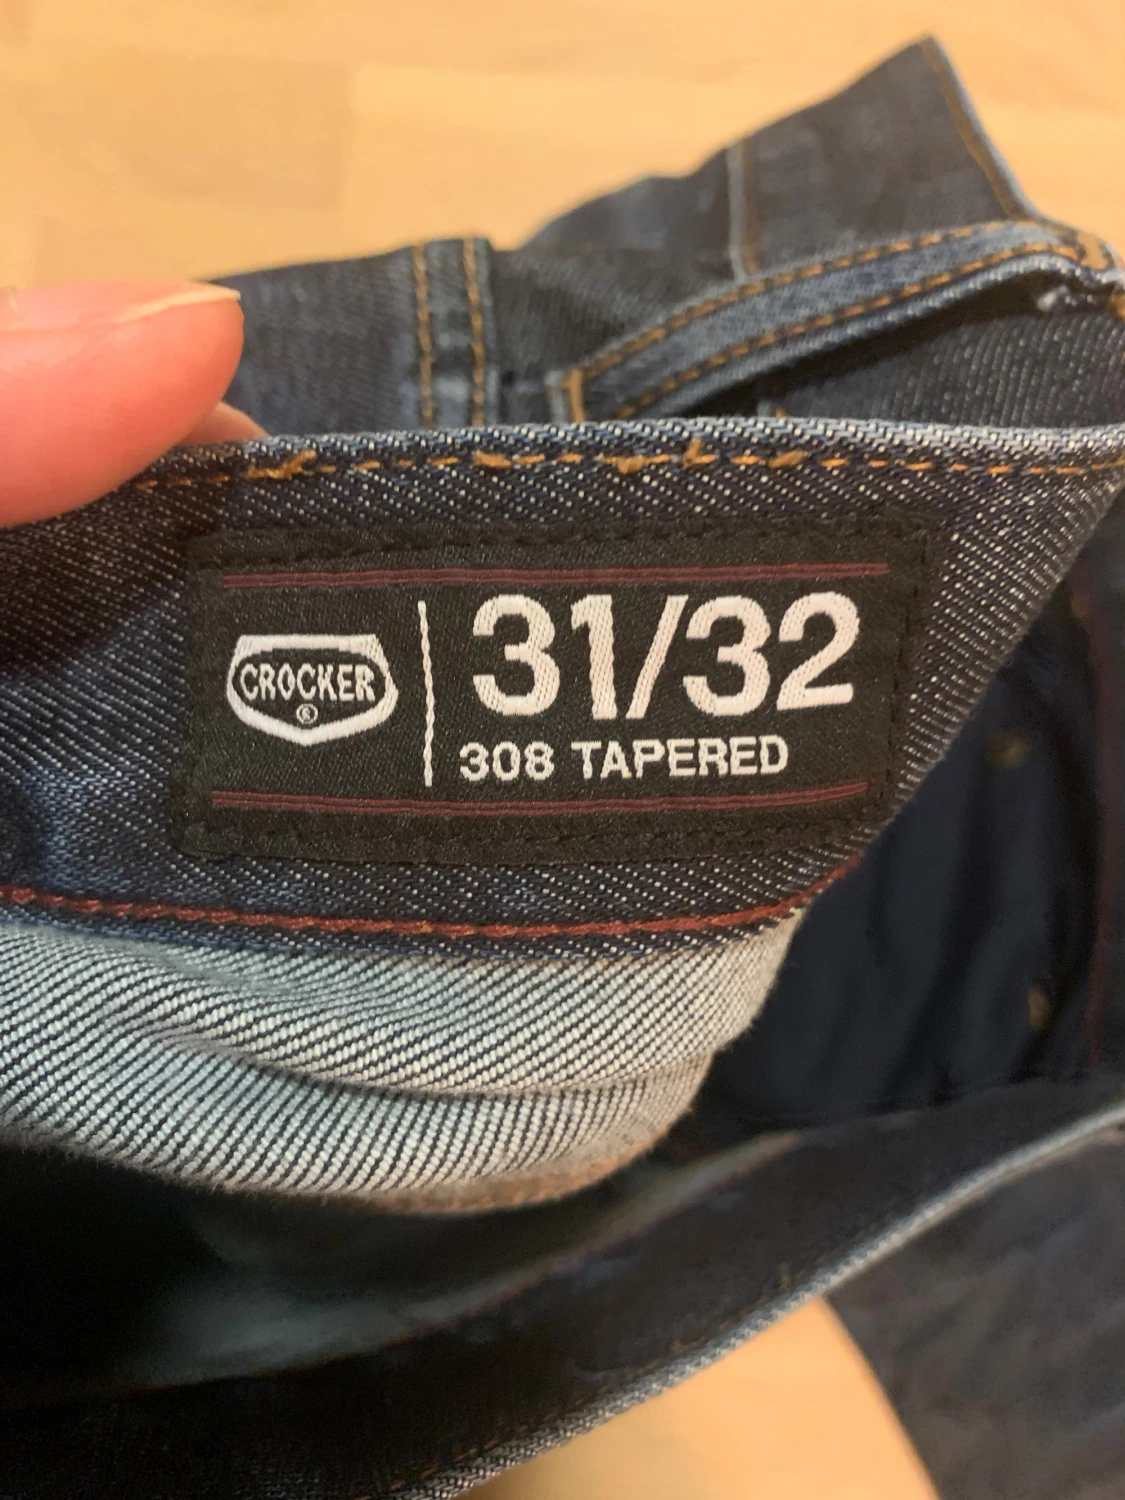 CROCKER
®
31/32
308 TAPERED